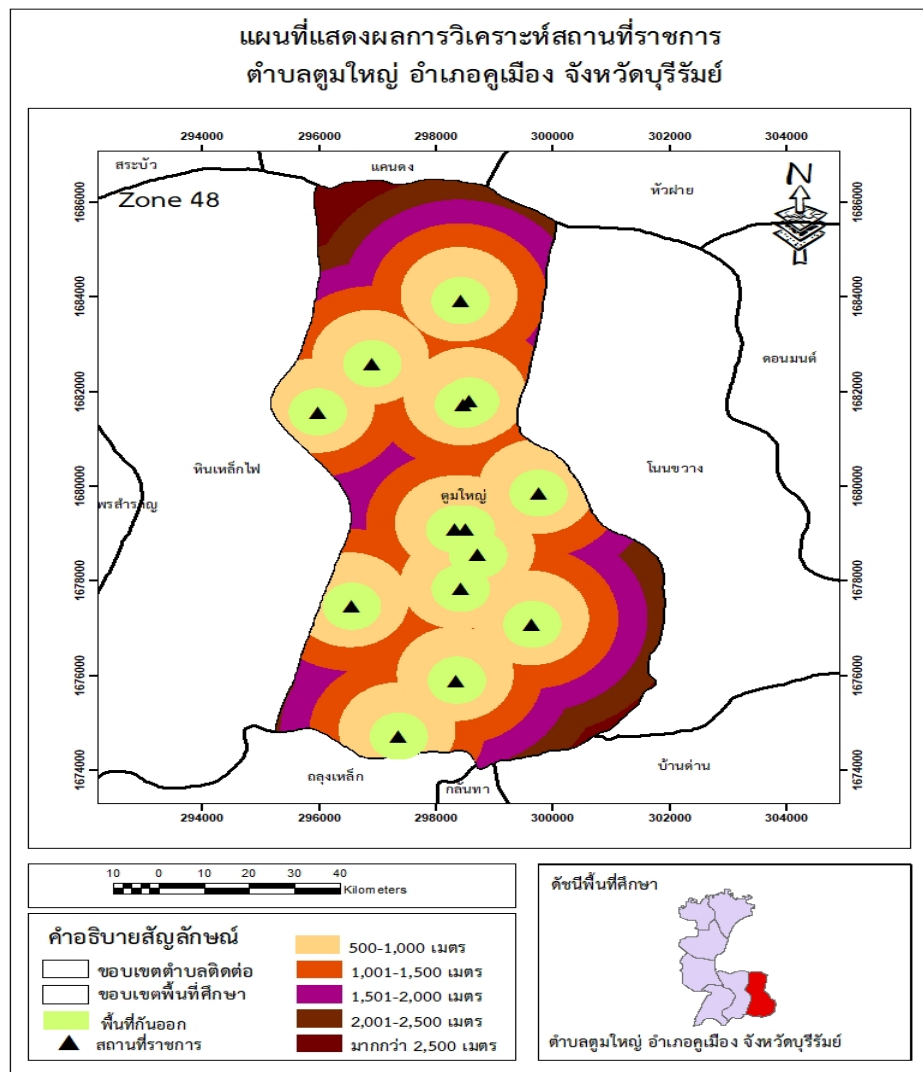 แผนที่แสดงผลการวิเคราะห์สถานที่ราชการ
ตำบลตูมใหญ่ อำเภอคูเมือง จังหวัดบุรีรัมย์
294000 296000 298000 300000 302000 304000
สระบัว
แคนดง
หัวฝาย
Zone 48
N
1686000 1686000
1684000 1684000
ดอนมนต์
1682000 1682000
หินเหล็กไฟ
โนนขวาง
1680000 1680000
ตูมใหญ่
พรสำราญ
1678000 1678000
1676000 1676000
1674000 1674000
ถลุงเหล็ก
กลันทา
บ้านด่าน
294000 296000 298000 300000 302000 304000
10 0 10 20 30 40
Kilometers
คำอธิบายสัญลักษณ์
ขอบเขตตำบลติดต่อ
ขอบเขตพื้นที่ศึกษา
พื้นที่กันออก
สถานที่ราชการ
500-1,000 เมตร
1,001-1,500 เมตร
1,501-2,000 เมตร
2,001-2,500 เมตร
มากกว่า 2,500 เมตร
ดัชนีพื้นที่ศึกษา
ตำบลตูมใหญ่ อำเภอคูเมือง จังหวัดบุรีรัมย์